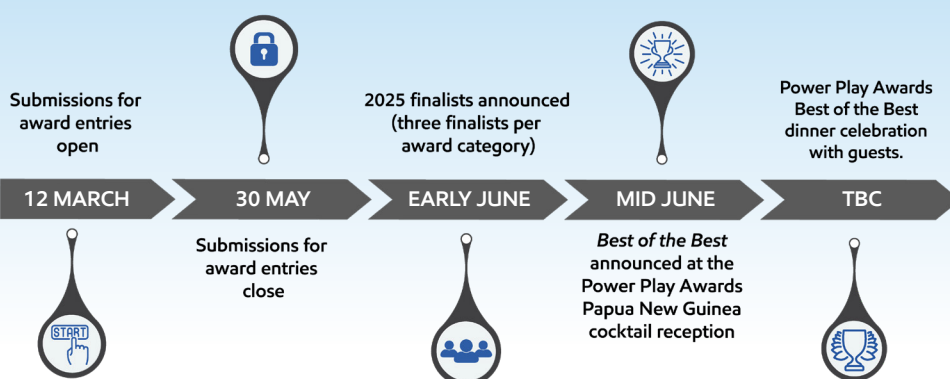 Submissions for
award entries
open
12 MARCH
START
30 MAY
Submissions for
award entries
close
2025 finalists announced
(three finalists per
award category)
EARLY JUNE
MID JUNE
Best of the Best
announced at the
Power Play Awards
Papua New Guinea
cocktail reception
Power Play Awards
Best of the Best
dinner celebration
with guests.
TBC